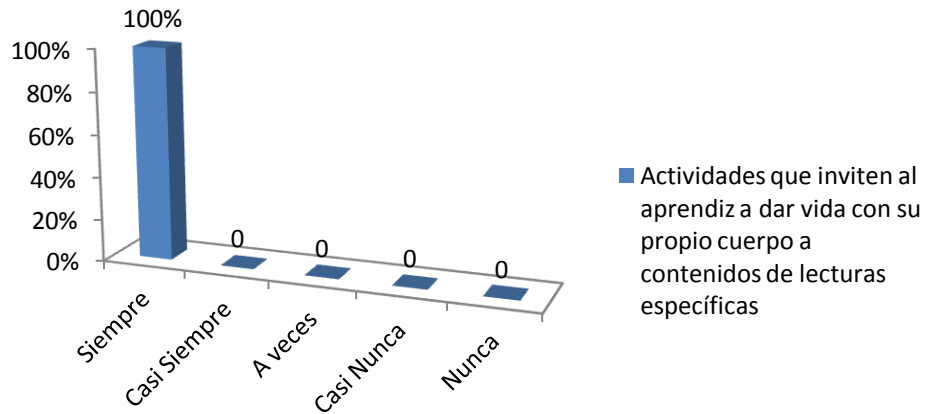 100%
100%
80%
60%
40%
20%
0%
0
0
0
0
Siempre
Casi Siempre
A veces
Casi Nunca
Nunca
Actividades que inviten al
aprendiz a dar vida con su
propio cuerpo a
contenidos de lecturas
específicas